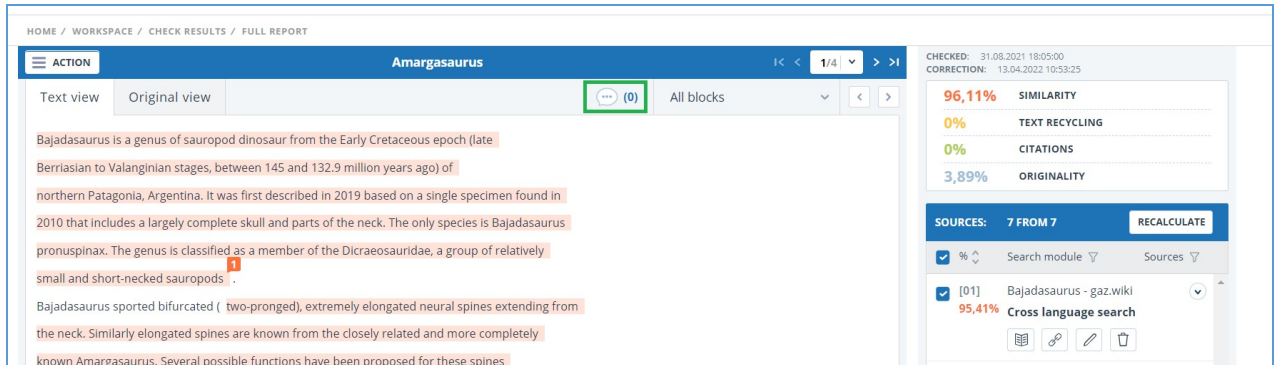 HOME / WORKSPACE / CHECK RESULTS / FULL REPORT
ACTION
Amargasaurus
1/4
Text view
Original view
(0)
All blocks
Bajadasaurus is a genus of sauropod dinosaur from the Early Cretaceous epoch (late
Berriasian to Valanginian stages, between 145 and 132.9 million years ago) of
northern Patagonia, Argentina. It was first described in 2019 based on a single specimen found in
2010 that includes a largely complete skull and parts of the neck. The only species is Bajadasaurus
pronuspinax. The genus is classified as a member of the Dicraeosauridae, a group of relatively
1
small and short-necked sauropods .
Bajadasaurus sported bifurcated ( two-pronged), extremely elongated neural spines extending from
the neck. Similarly elongated spines are known from the closely related and more completely
known Amargasaurus. Several possible functions have been proposed for these spines
CHECKED: 31.08.2021 18:05:00
CORRECTION: 13.04.2022 10:53:25
96,11% SIMILARITY
0% TEXT RECYCLING
0% CITATIONS
3,89% ORIGINALITY
SOURCES: 7 FROM 7 RECALCULATE
% Search module Sources
[01] Bajadasaurus - gaz.wiki
95,41% Cross language search